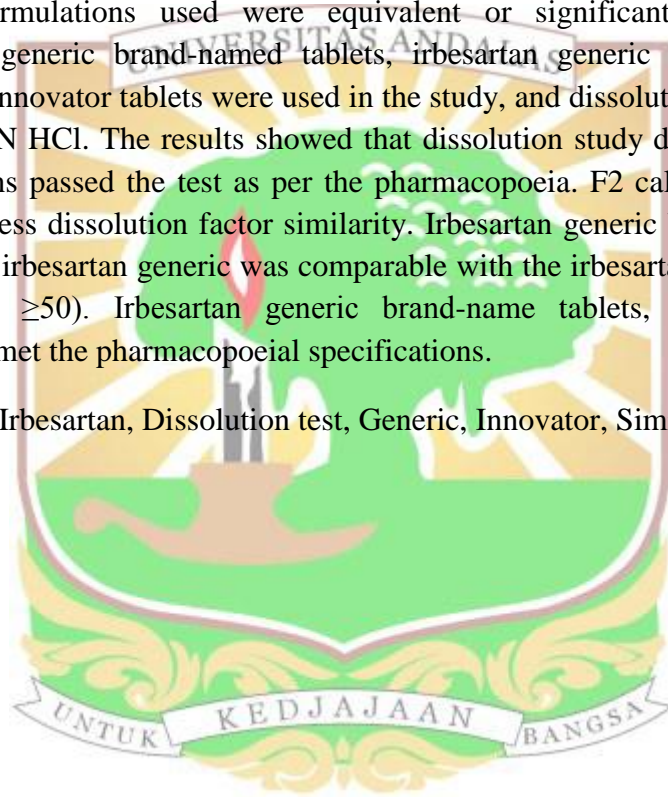 rmulations used were equivalent or significant
generic brand-named tablets, irbesartan generic
UNIVERSITAS ANDALAS
nnovator tablets were used in the study, and dissolut
N HCl. The results showed that dissolution study d
ns passed the test as per the pharmacopoeia. F2 cal
ess dissolution factor similarity. Irbesartan generic
irbesartan generic was comparable with the irbesarta
≥50). Irbesartan generic brand-name tablets,
met the pharmacopoeial specifications.
Irbesartan, Dissolution test, Generic, Innovator, Sim
UNTUK KEDJAJAAN BANGSA